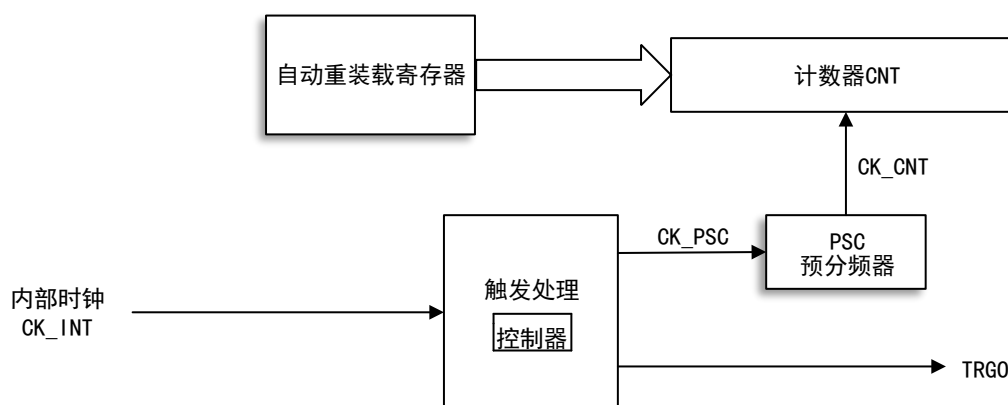 自动重装载寄存器
计数器CNT
CK_CNT
CK_PSC
PSC
预分频器
内部时钟
CK_INT
触发处理
控制器
TRGO